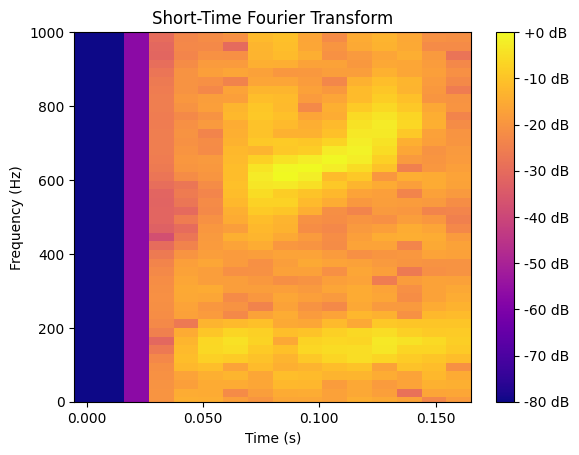 Short-Time Fourier Transform
1000
800
600
400
200
0
Frequency (Hz)
0.000
0.050
0.100
0.150
Time (s)
+0 dB
-10 dB
-20 dB
-30 dB
-40 dB
-50 dB
-60 dB
-70 dB
-80 dB